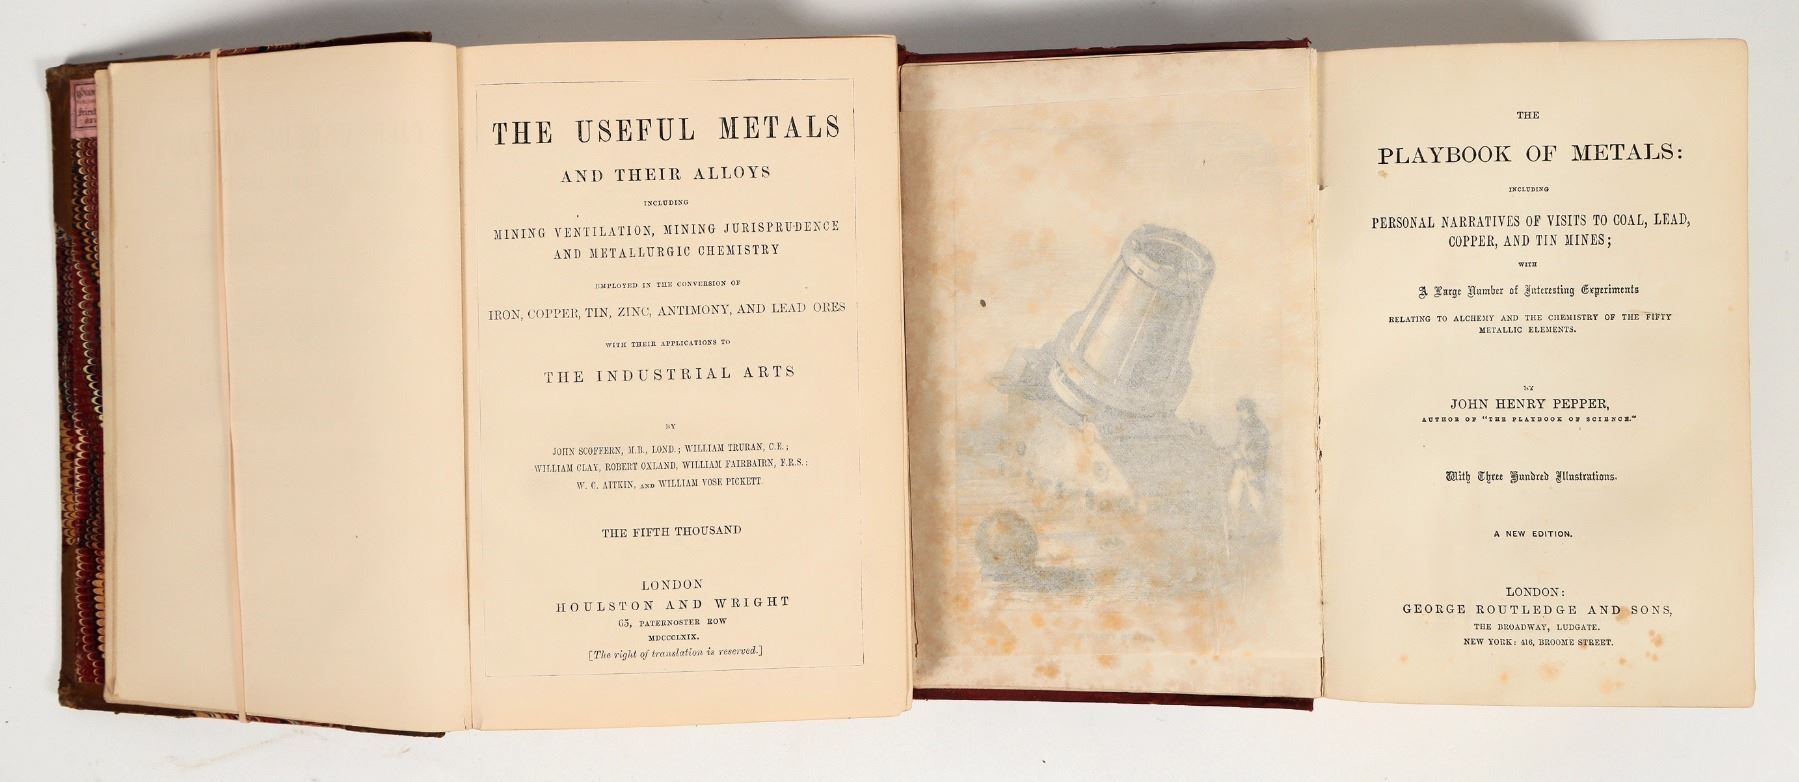 THE USEFUL METALS
AND THEIR ALLOYS
INCLUDING
MINING VENTILATION, MINING JURISPRUDENCE
AND METALLURGIC CHEMISTRY
EMPLOYED IN THE CONVERSION OF
IRON, COPPER, TIN, ZINC, ANTIMONY, AND LEAD ORES
WITH THEIR APPLICATIONS TO
THE INDUSTRIAL ARTS
BY
JOHN SCOFFERN, M.B., LOND.; WILLIAM TRURAN, C.E.;
WILLIAM CLAY, ROBERT OXLAND, WILLIAM FAIRBAIRN, F.R.S.;
W. C. AITKIN, AND WILLIAM VOSE PICKETT.
THE FIFTH THOUSAND
LONDON
HOULSTON AND WRIGHT
65, PATERNOSTER ROW
MDCCCLXIX.
[The right of translation is reserved.]
THE
PLAYBOOK OF METALS:
INCLUDING
PERSONAL NARRATIVES OF VISITS TO COAL, LEAD,
COPPER, AND TIN MINES;
WITH
A Large Number of Interesting Experiments
RELATING TO ALCHEMY AND THE CHEMISTRY OF THE FIFTY
METALLIC ELEMENTS.
BY
JOHN HENRY PEPPER,
AUTHOR OF "THE PLAYBOOK OF SCIENCE."
With Three Hundred Illustrations.
A NEW EDITION.
LONDON:
GEORGE ROUTLEDGE AND SONS,
THE BROADWAY, LUDGATE.
NEW YORK: 416, BROOME STREET.